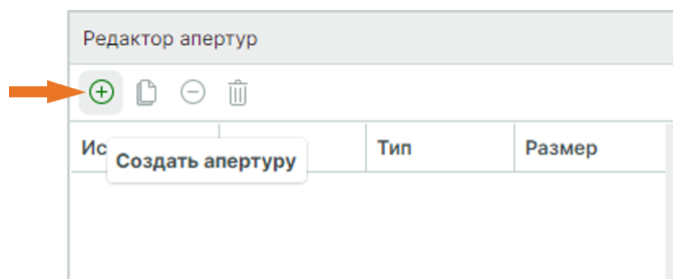 Редактор апертур
Ис
Тип
Размер
Создать апертуру